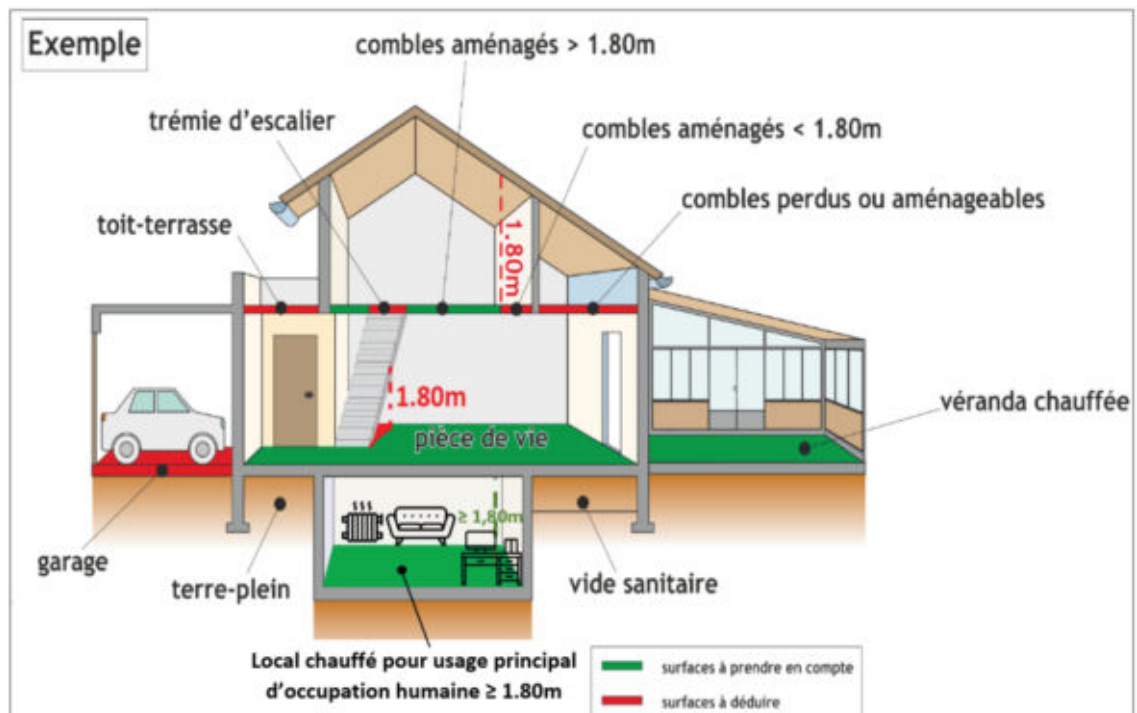 Exemple
combles aménagés > 1.80m
trémie d'escalier
combles aménagés < 1.80m
toit-terrasse
combles perdus ou aménageables
1.80m
1.80m
pièce de vie
véranda chauffée
≥ 1,80m
garage
terre-plein
vide sanitaire
Local chauffé pour usage principal
d'occupation humaine ≥ 1.80m
surfaces à prendre en compte
surfaces à déduire